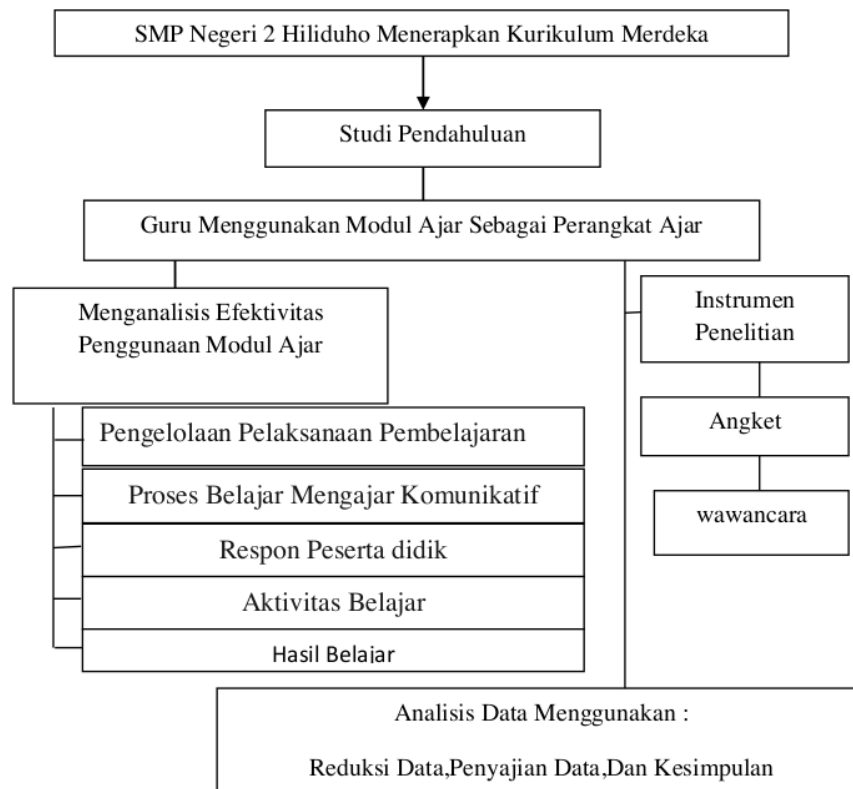 SMP Negeri 2 Hiliduho Menerapkan Kurikulum Merdeka
Studi Pendahuluan
Guru Menggunakan Modul Ajar Sebagai Perangkat Ajar
Menganalisis Efektivitas
Penggunaan Modul Ajar
Pengelolaan Pelaksanaan Pembelajaran
Proses Belajar Mengajar Komunikatif
Respon Peserta didik
Aktivitas Belajar
Hasil Belajar
Instrumen
Penelitian
Angket
wawancara
Analisis Data Menggunakan :
Reduksi Data,Penyajian Data,Dan Kesimpulan